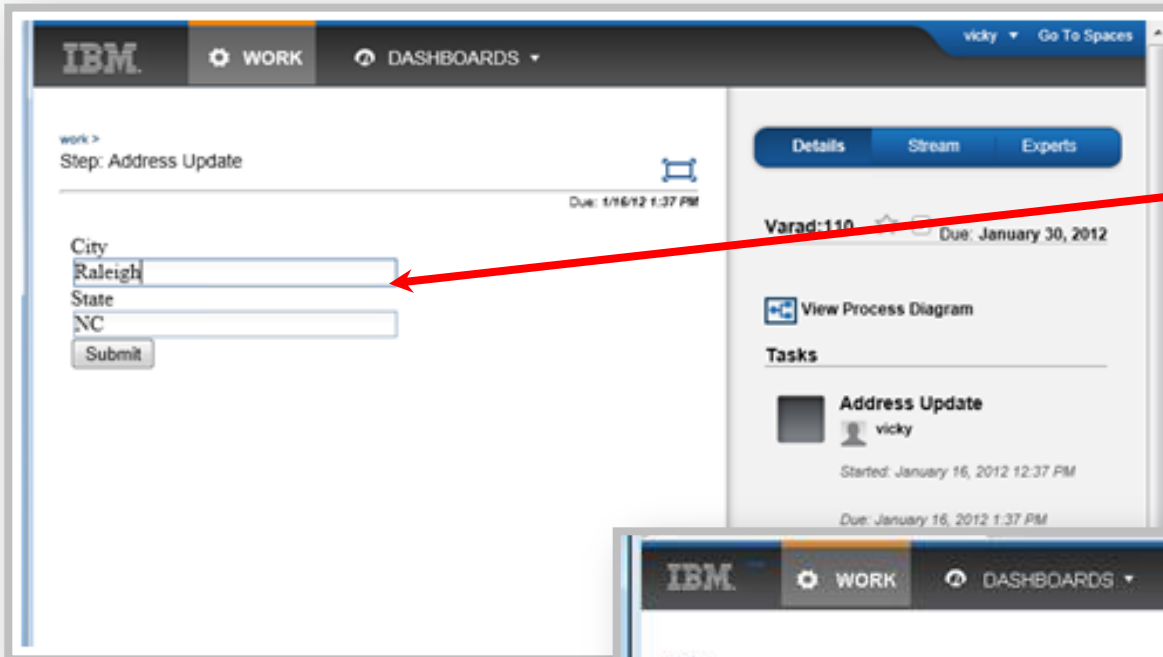 IBM.
WORK
DASHBOARDS
vicky
Go To Spaces
work >
Step: Address Update
Due: 1/16/12 1:37 PM
City
Raleigh
State
NC
Submit
Details
Stream
Experts
Varad:110
Due: January 30, 2012
View Process Diagram
Tasks
Address Update
vicky
Started: January 16, 2012 12:37 PM
Due: January 16, 2012 1:37 PM
IBM.
WORK
DASHBOARDS